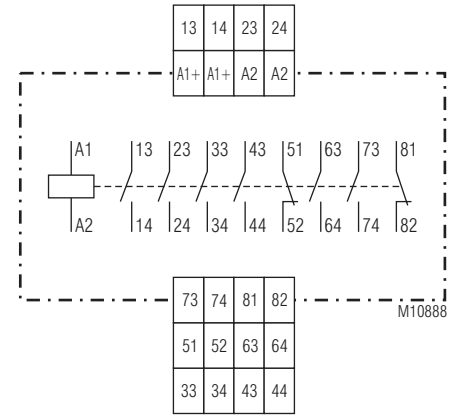 13 14 23 24
A1+ A1+ A2 A2
A1 13 23 33 43 51 63 73 81
A2 14 24 34 44 52 64 74 82
73 74 81 82
M10888
51 52 63 64
33 34 43 44